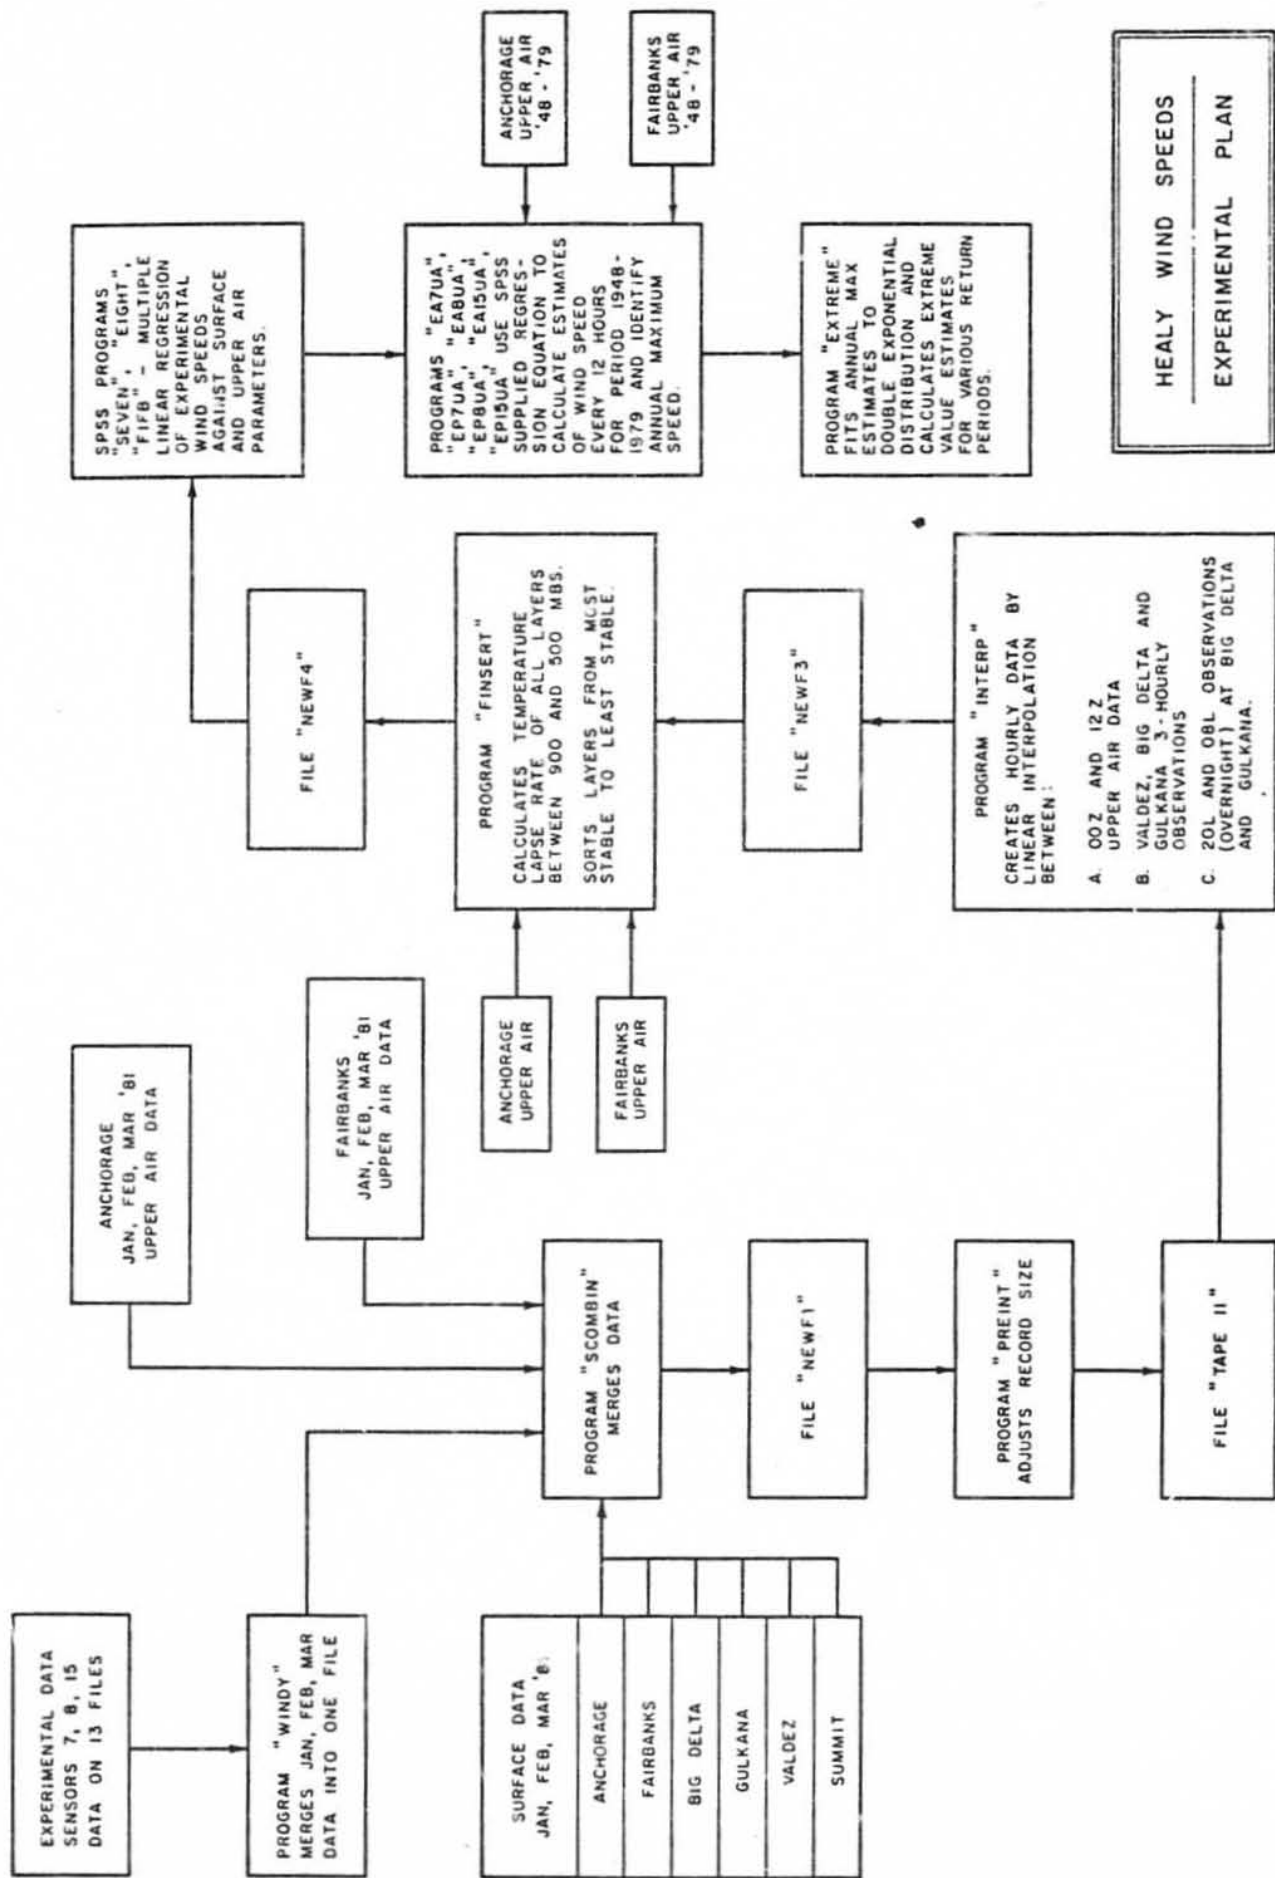 EXPERIMENTAL DATA
SENSORS 7, 8, 15
DATA ON 13 FILES
PROGRAM "WINDY"
MERGES JAN, FEB, MAR
DATA INTO ONE FILE
SURFACE DATA
JAN, FEB, MAR
ANCHORAGE
FAIRBANKS
BIG DELTA
GULKANA
VALDEZ
SUMMIT
ANCHORAGE
JAN, FEB, MAR '81
UPPER AIR DATA
FAIRBANKS
JAN, FEB, MAR '81
UPPER AIR DATA
PROGRAM "SCOMBIN"
MERGES DATA
FILE "NEWF1"
PROGRAM "PREINT"
ADJUSTS RECORD SIZE
FILE "TAPE 11"
PROGRAM "INTERP"
CREATES HOURLY DATA BY
LINEAR INTERPOLATION
BETWEEN:
A. 00Z AND 12Z
UPPER AIR DATA
B. VALDEZ, BIG DELTA AND
GULKANA 3-HOURLY
OBSERVATIONS
C. 20L AND 08L OBSERVATIONS
(OVERNIGHT) AT BIG DELTA
AND GULKANA.
FILE "NEWF3"
ANCHORAGE
UPPER AIR
FAIRBANKS
UPPER AIR
PROGRAM "FINSERT"
CALCULATES TEMPERATURE
LAPSE RATE OF ALL LAYERS
BETWEEN 900 AND 500 MBS.
SORTS LAYERS FROM MOST
STABLE TO LEAST STABLE.
FILE "NEWF4"
SPSS PROGRAMS
"SEVEN", "EIGHT",
"FIFB" - MULTIPLE
LINEAR REGRESSION
OF EXPERIMENTAL
WIND SPEEDS
AGAINST SURFACE
AND UPPER AIR
PARAMETERS.
ANCHORAGE
UPPER AIR
'48 - '79
FAIRBANKS
UPPER AIR
'48 - '79
PROGRAMS "EA7UA",
"EP7UA", "EA8UA",
"EP8UA", "EA15UA",
"EP15UA" USE SPSS
SUPPLIED REGRES-
SION EQUATION TO
CALCULATE ESTIMATES
OF WIND SPEED
EVERY 12 HOURS
FOR PERIOD 1948-
1979 AND IDENTIFY
ANNUAL MAXIMUM
SPEED.
PROGRAM "EXTREME"
FITS ANNUAL MAX
ESTIMATES TO
DOUBLE EXPONENTIAL
DISTRIBUTION AND
CALCULATES EXTREME
VALUE ESTIMATES
FOR VARIOUS RETURN
PERIODS.
HEALY WIND SPEEDS
EXPERIMENTAL PLAN